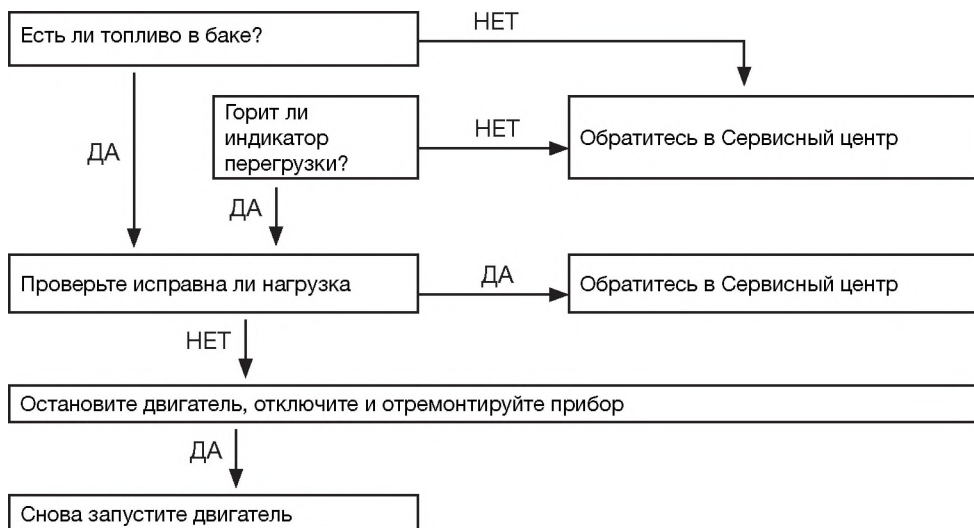 Есть ли топливо в баке?
НЕТ
Горит ли
индикатор
перегрузки?
НЕТ
Обратитесь в Сервисный центр
ДА
ДА
Проверьте исправна ли нагрузка
ДА
Обратитесь в Сервисный центр
НЕТ
Остановите двигатель, отключите и отремонтируйте прибор
ДА
Снова запустите двигатель